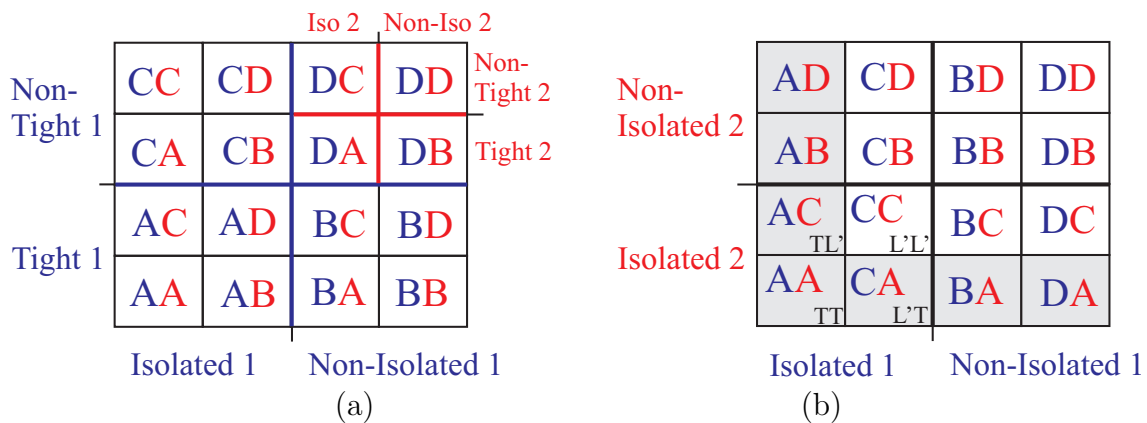 Iso 2 Non-Iso 2
Non-
Tight 1
CC CD DC DD
Non-
Tight 2
CA CB DA DB
Tight 2
Tight 1
AC AD BC BD
AA AB BA BB
Isolated 1 Non-Isolated 1
(a)
Non-
Isolated 2
AD CD BD DD
AB CB BB DB
Isolated 2
AC TL' CC L'L' BC DC
AA TT CA L'T BA DA
Isolated 1 Non-Isolated 1
(b)